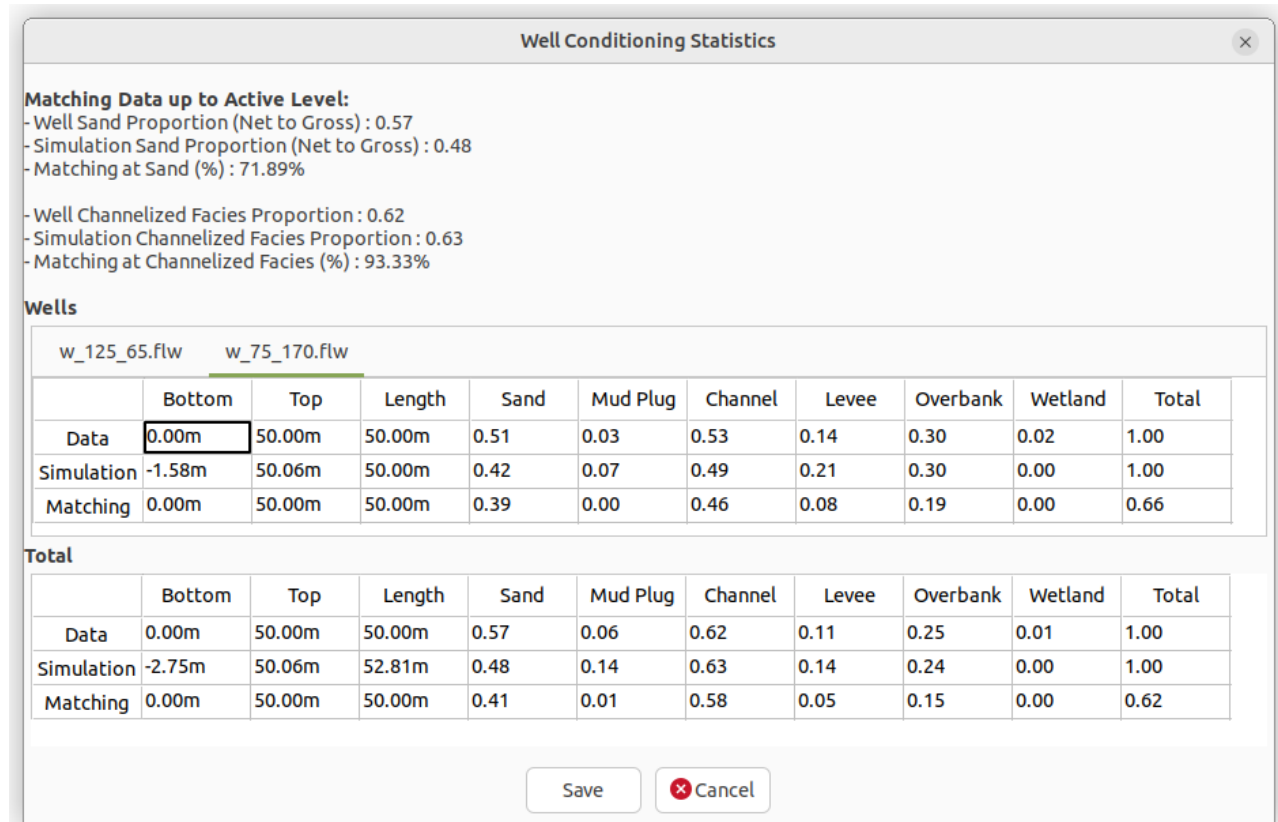 Well Conditioning Statistics
Matching Data up to Active Level:
- Well Sand Proportion (Net to Gross) : 0.57
- Simulation Sand Proportion (Net to Gross) : 0.48
- Matching at Sand (%) : 71.89%
- Well Channelized Facies Proportion : 0.62
- Simulation Channelized Facies Proportion : 0.63
- Matching at Channelized Facies (%) : 93.33%
Wells
w_125_65.flw w_75_170.flw
Bottom Top Length Sand Mud Plug Channel Levee Overbank Wetland Total
Data 0.00m 50.00m 50.00m 0.51 0.03 0.53 0.14 0.30 0.02 1.00
Simulation -1.58m 50.06m 50.00m 0.42 0.07 0.49 0.21 0.30 0.00 1.00
Matching 0.00m 50.00m 50.00m 0.39 0.00 0.46 0.08 0.19 0.00 0.66
Total
Bottom Top Length Sand Mud Plug Channel Levee Overbank Wetland Total
Data 0.00m 50.00m 50.00m 0.57 0.06 0.62 0.11 0.25 0.01 1.00
Simulation -2.75m 50.06m 52.81m 0.48 0.14 0.63 0.14 0.24 0.00 1.00
Matching 0.00m 50.00m 50.00m 0.41 0.01 0.58 0.05 0.15 0.00 0.62
Save Cancel